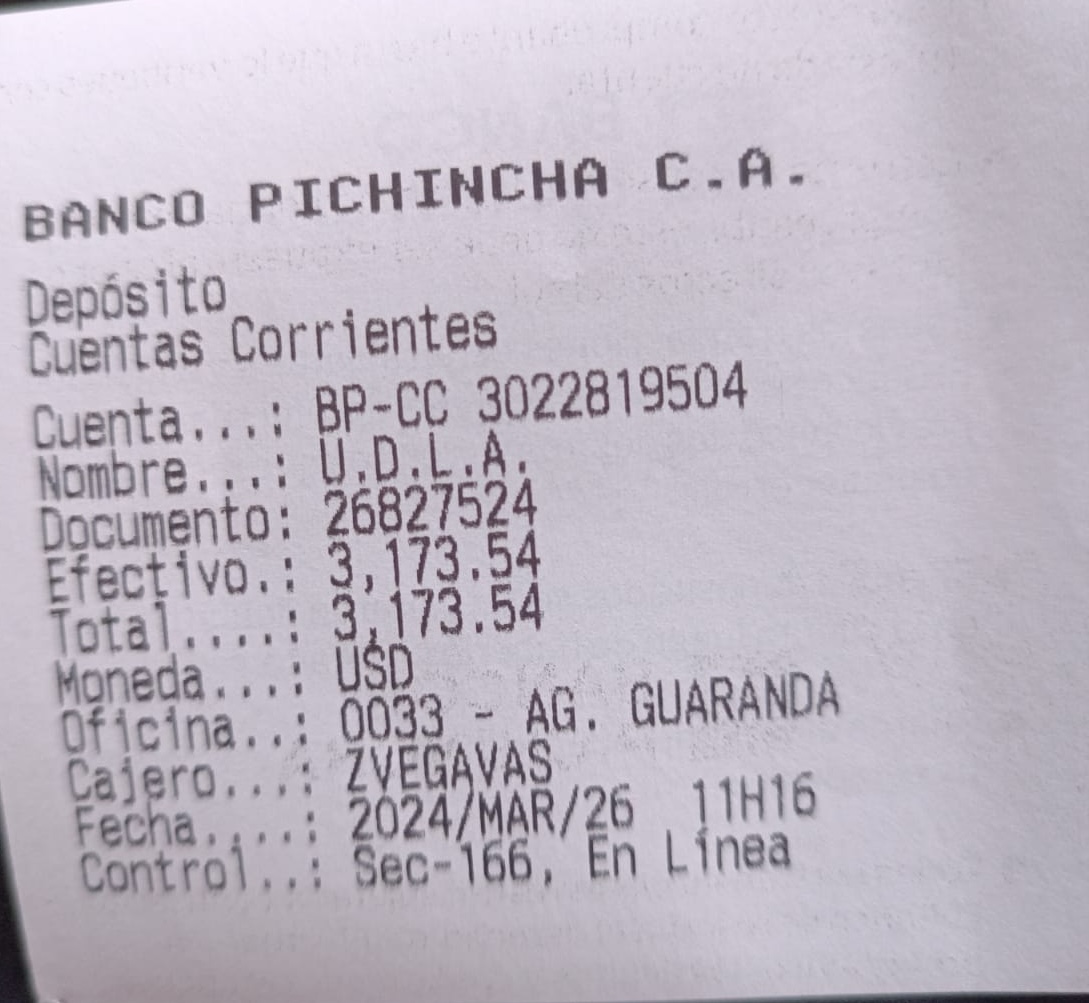 BANCO PICHINCHA C.A.
Depósito
Cuentas Corrientes
Cuenta...: BP-CC 3022819504
Nombre...: U.D.L.A.
Documento: 26827524
Efectivo.: 3,173.54
Total....: 3,173.54
Moneda...: USD
Oficina..: 0033 - AG. GUARANDA
Cajero...: ZVEGAVAS
Fecha....: 2024/MAR/26 11H16
Control..: Sec-166, En Línea